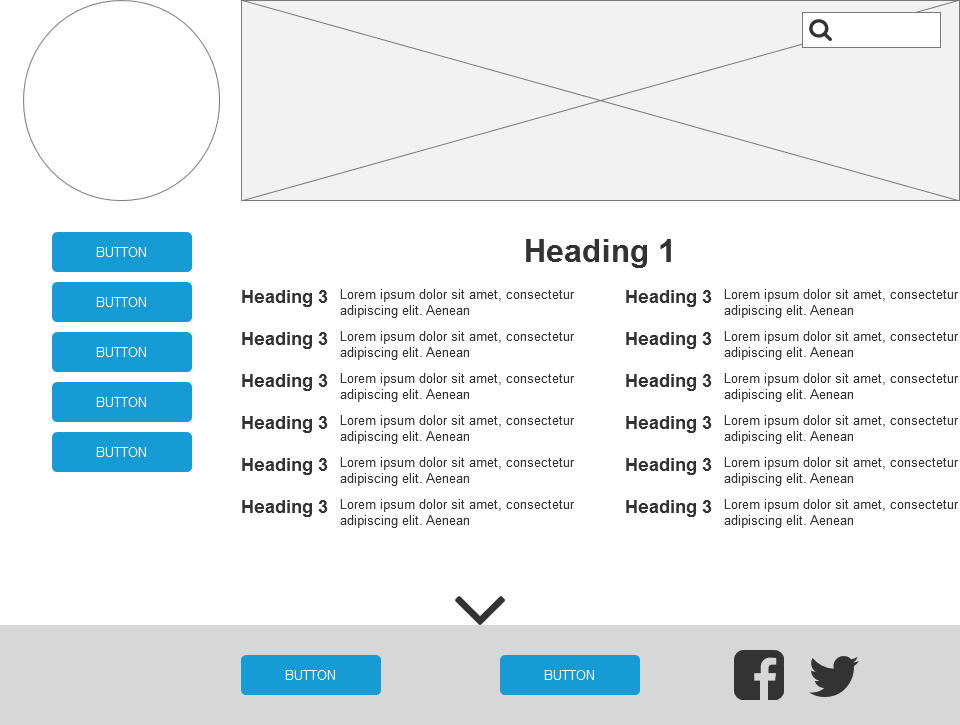 BUTTON
BUTTON
BUTTON
BUTTON
BUTTON
Heading 1
Heading 3
Lorem ipsum dolor sit amet, consectetur
adipiscing elit. Aenean
Heading 3
Lorem ipsum dolor sit amet, consectetur
adipiscing elit. Aenean
Heading 3
Lorem ipsum dolor sit amet, consectetur
adipiscing elit. Aenean
Heading 3
Lorem ipsum dolor sit amet, consectetur
adipiscing elit. Aenean
Heading 3
Lorem ipsum dolor sit amet, consectetur
adipiscing elit. Aenean
Heading 3
Lorem ipsum dolor sit amet, consectetur
adipiscing elit. Aenean
Heading 3
Lorem ipsum dolor sit amet, consectetur
adipiscing elit. Aenean
Heading 3
Lorem ipsum dolor sit amet, consectetur
adipiscing elit. Aenean
Heading 3
Lorem ipsum dolor sit amet, consectetur
adipiscing elit. Aenean
Heading 3
Lorem ipsum dolor sit amet, consectetur
adipiscing elit. Aenean
Heading 3
Lorem ipsum dolor sit amet, consectetur
adipiscing elit. Aenean
Heading 3
Lorem ipsum dolor sit amet, consectetur
adipiscing elit. Aenean
BUTTON
BUTTON